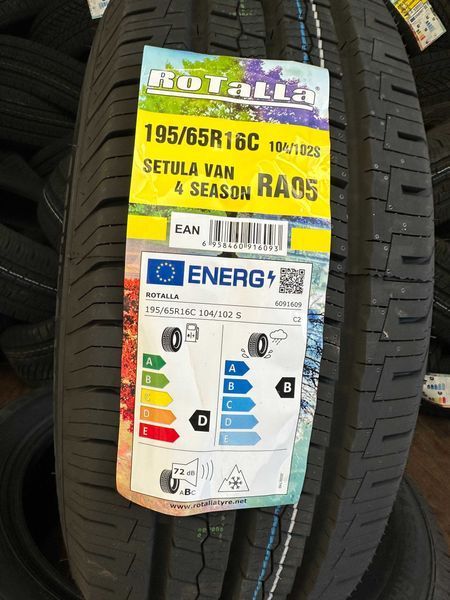 ROTALLA
195/65R16C 104/102S
SETULA VAN
4 SEASON RA05
EAN
6 958460 916093
ENERG
ROTALLA 6091609
195/65R16C 104/102 S C2
A A
B B B
C C
D D D
E E
72 dB
ABC
www.rotallatyre.net